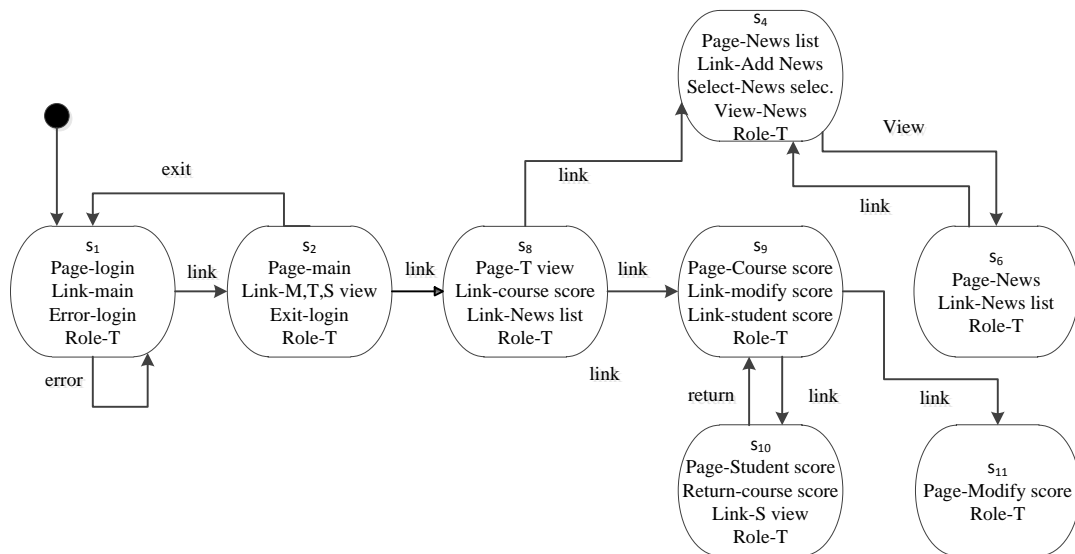 s4
Page-News list
Link-Add News
Select-News selec.
View-News
Role-T
View
exit
link
link
s1
Page-login
Link-main
Error-login
Role-T
link
s2
Page-main
Link-M,T,S view
Exit-login
Role-T
link
s8
Page-T view
Link-course score
Link-News list
Role-T
link
s9
Page-Course score
Link-modify score
Link-student score
Role-T
s6
Page-News
Link-News list
Role-T
error
link
return
link
link
s10
Page-Student score
Return-course score
Link-S view
Role-T
s11
Page-Modify score
Role-T